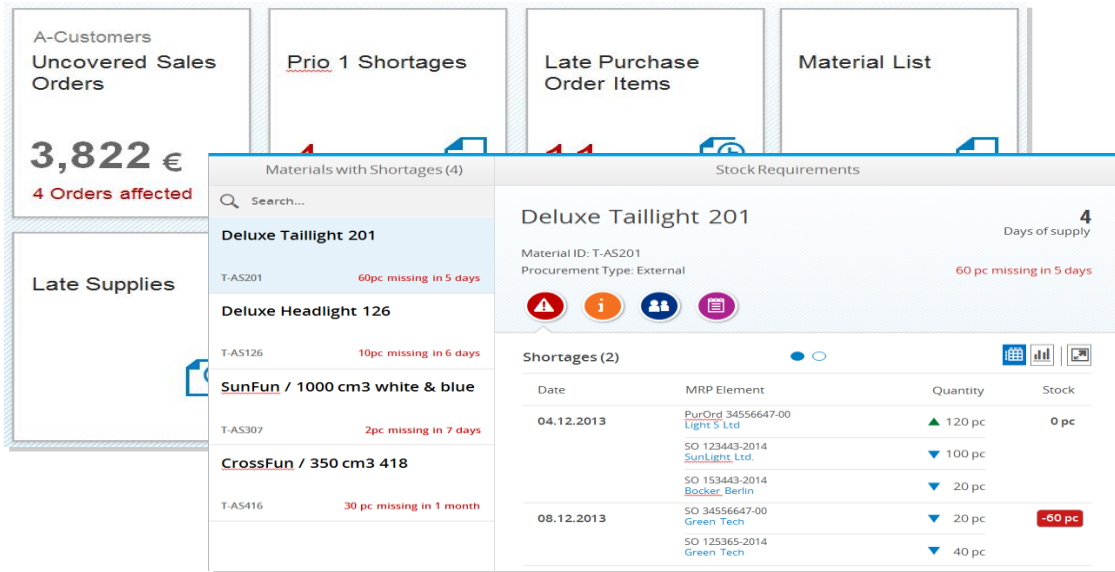 A-Customers
Uncovered Sales
Orders
3,822 €
4 Orders affected
Prio 1 Shortages
Late Purchase
Order Items
Material List
Late Supplies
Materials with Shortages (4)
Search...
Deluxe Taillight 201
T-AS201 60pc missing in 5 days
Deluxe Headlight 126
T-AS126 10pc missing in 6 days
SunFun / 1000 cm3 white & blue
T-AS307 2pc missing in 7 days
CrossFun / 350 cm3 418
T-AS416 30 pc missing in 1 month
Stock Requirements
Deluxe Taillight 201
4
Days of supply
Material ID: T-AS201
Procurement Type: External
60 pc missing in 5 days
Shortages (2)
Date MRP Element Quantity Stock
04.12.2013 PurOrd 34556647-00 120 pc 0 pc
Light 5 Ltd
SO 123443-2014 100 pc
SunLight Ltd.
SO 153443-2014 20 pc
Bocker Berlin
08.12.2013 SO 34556647-00 20 pc -60 pc
Green Tech
SO 125365-2014 40 pc
Green Tech